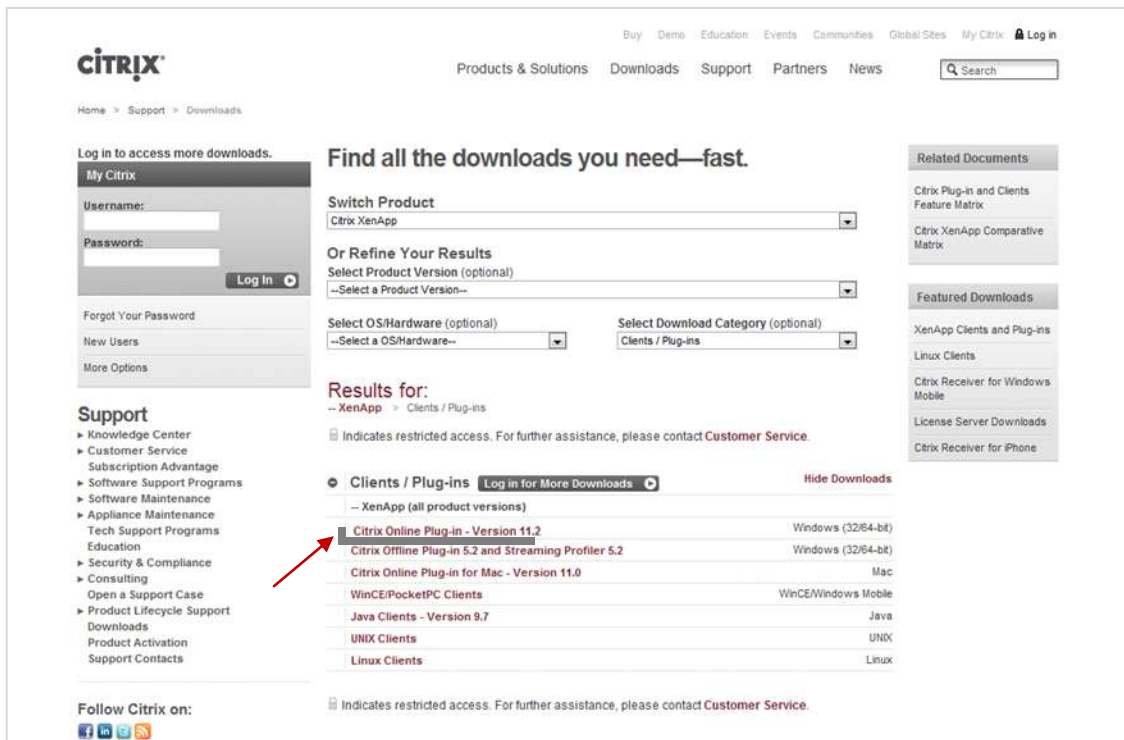 Buy Demo Education Events Communities Global Sites My Citrix Log in
CITRIX
Products & Solutions Downloads Support Partners News
Search
Home > Support > Downloads
Log in to access more downloads.
My Citrix
Username:
Password:
Log In
Forgot Your Password
New Users
More Options
Support
Knowledge Center
Customer Service
Subscription Advantage
Software Support Programs
Software Maintenance
Appliance Maintenance
Tech Support Programs
Education
Security & Compliance
Consulting
Open a Support Case
Product Lifecycle Support
Downloads
Product Activation
Support Contacts
Follow Citrix on:
Find all the downloads you need—fast.
Switch Product
Citrix XenApp
Or Refine Your Results
Select Product Version (optional)
--Select a Product Version--
Select OS/Hardware (optional) Select Download Category (optional)
--Select a OS/Hardware-- Clients / Plug-ins
Results for:
-- XenApp > Clients / Plug-ins
Indicates restricted access. For further assistance, please contact Customer Service.
Clients / Plug-ins Log in for More Downloads Hide Downloads
-- XenApp (all product versions)
Citrix Online Plug-in - Version 11.2 Windows (32/64-bit)
Citrix Offline Plug-in 5.2 and Streaming Profiler 5.2 Windows (32/64-bit)
Citrix Online Plug-in for Mac - Version 11.0 Mac
WinCE/PocketPC Clients WinCE/Windows Mobile
Java Clients - Version 9.7 Java
UNIX Clients UNIX
Linux Clients Linux
Indicates restricted access. For further assistance, please contact Customer Service.
Related Documents
Citrix Plug-in and Clients
Feature Matrix
Citrix XenApp Comparative
Matrix
Featured Downloads
XenApp Clients and Plug-ins
Linux Clients
Citrix Receiver for Windows
Mobile
License Server Downloads
Citrix Receiver for iPhone